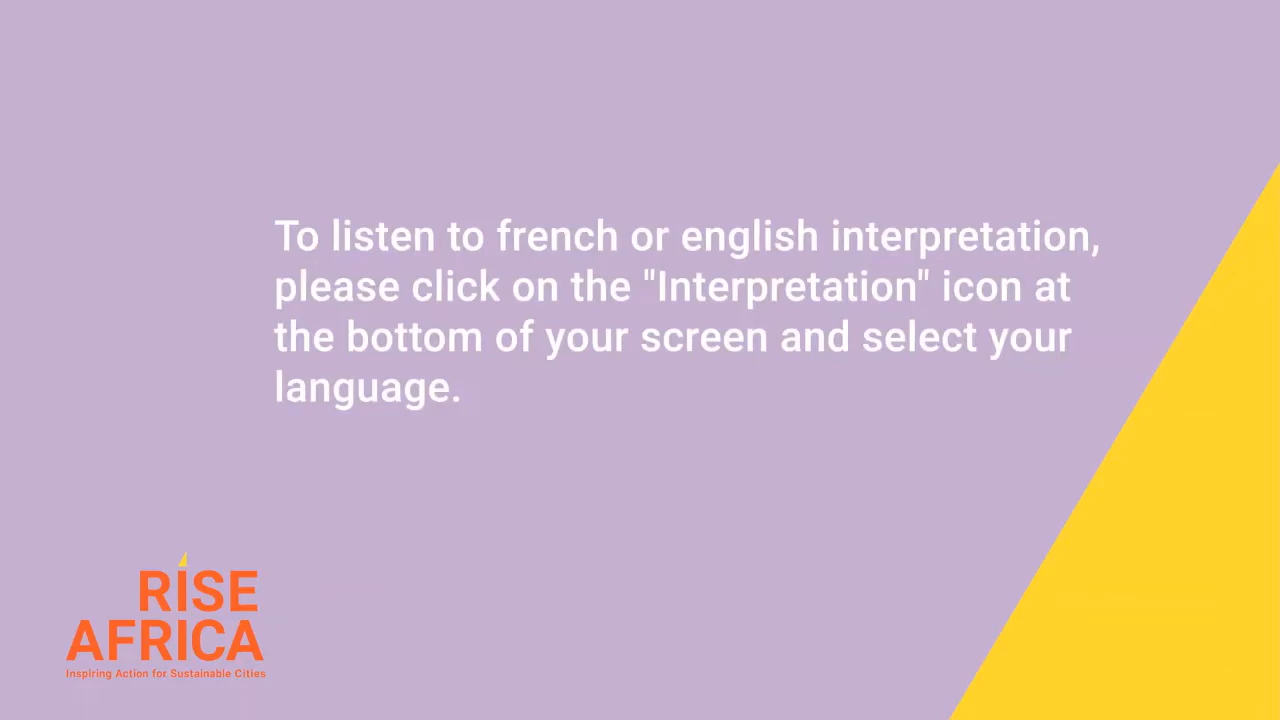 To listen to french or english interpretation,
please click on the "Interpretation" icon at
the bottom of your screen and select your
language.
RISE
AFRICA
Inspiring Action for Sustainable Cities